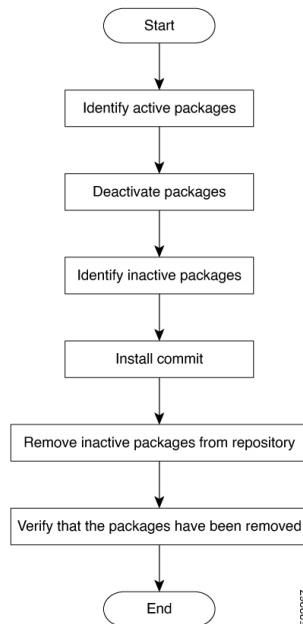 Start
Identify active packages
Deactivate packages
Identify inactive packages
Install commit
Remove inactive packages from repository
Verify that the packages have been removed
End